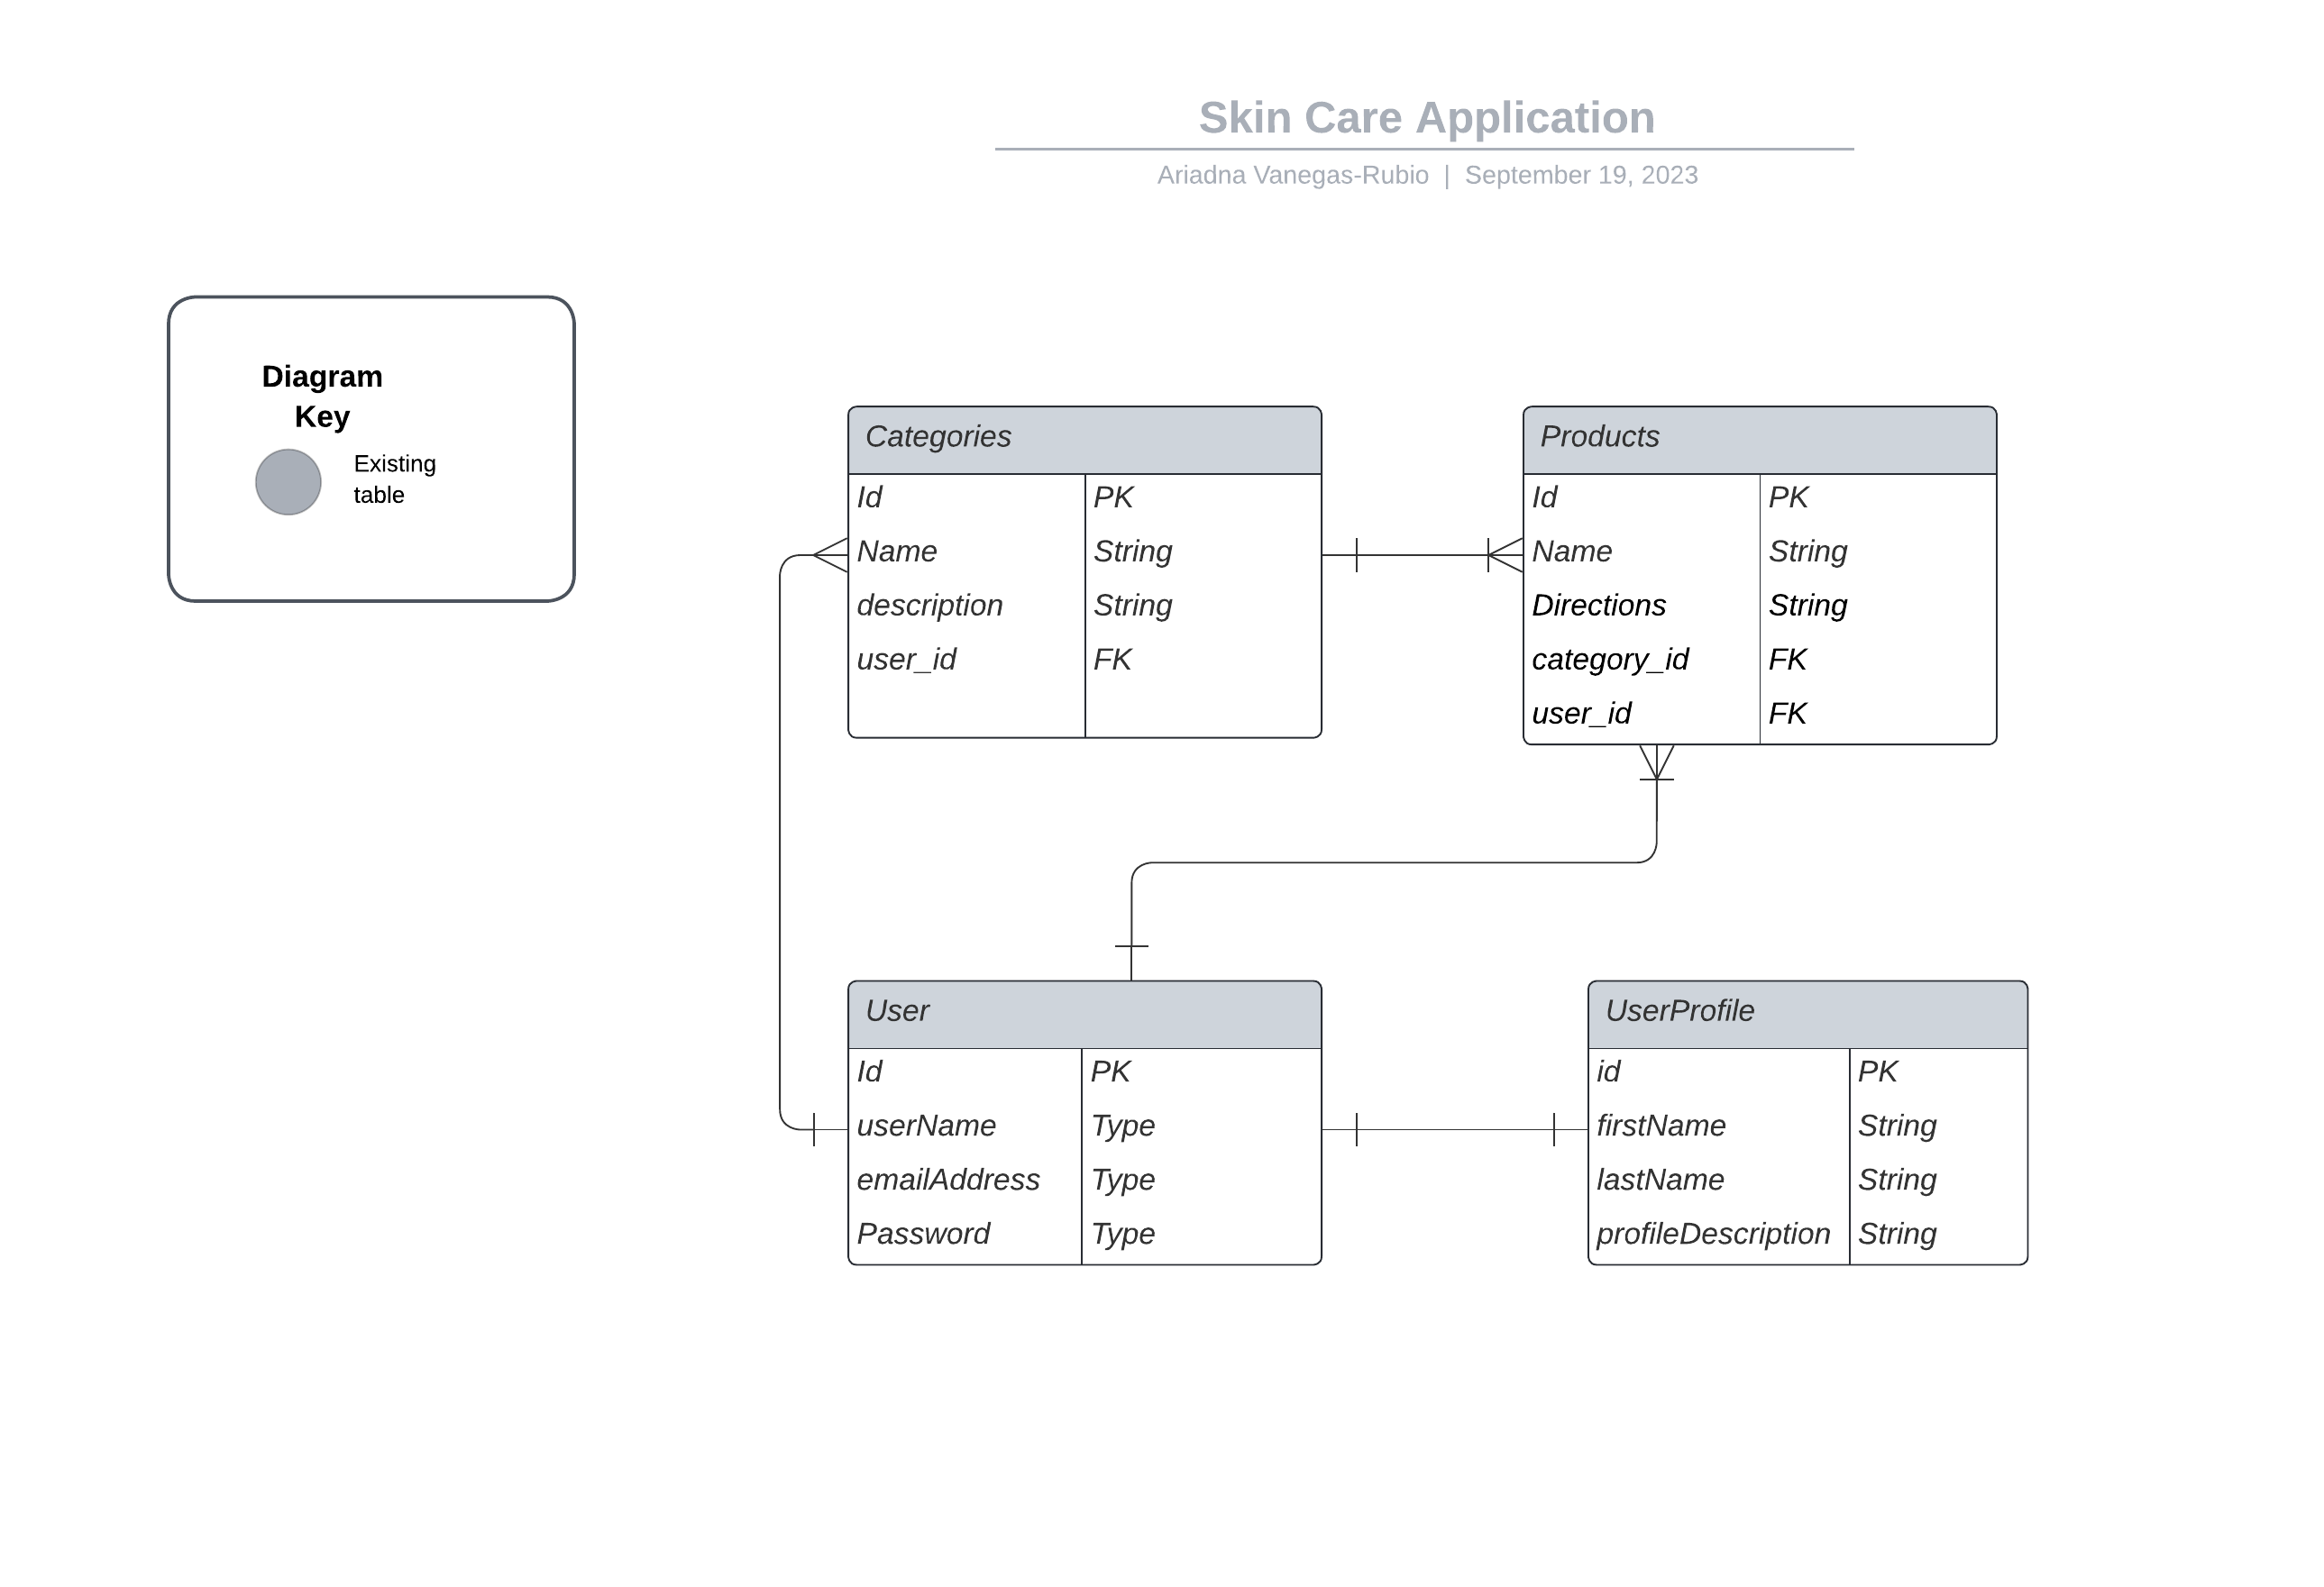 Skin Care Application
Ariadna Vanegas-Rubio | September 19, 2023
Diagram
Key
Existing
table
Categories
Id PK
Name String
description String
user_id FK
Products
Id PK
Name String
Directions String
category_id FK
user_id FK
User
Id PK
userName Type
emailAddress Type
Password Type
UserProfile
id PK
firstName String
lastName String
profileDescription String